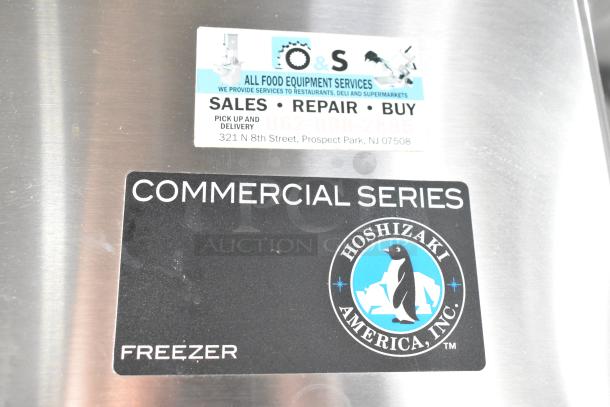 O&S
ALL FOOD EQUIPMENT SERVICES
WE PROVIDE SERVICES TO RESTAURANTS, DELI AND SUPERMARKETS
SALES • REPAIR • BUY
PICK UP AND
DELIVERY
321 N 8th Street, Prospect Park, NJ 07508
COMMERCIAL SERIES
AUCTION
HOSHIZAKI
AMERICA, INC.
TM
FREEZER